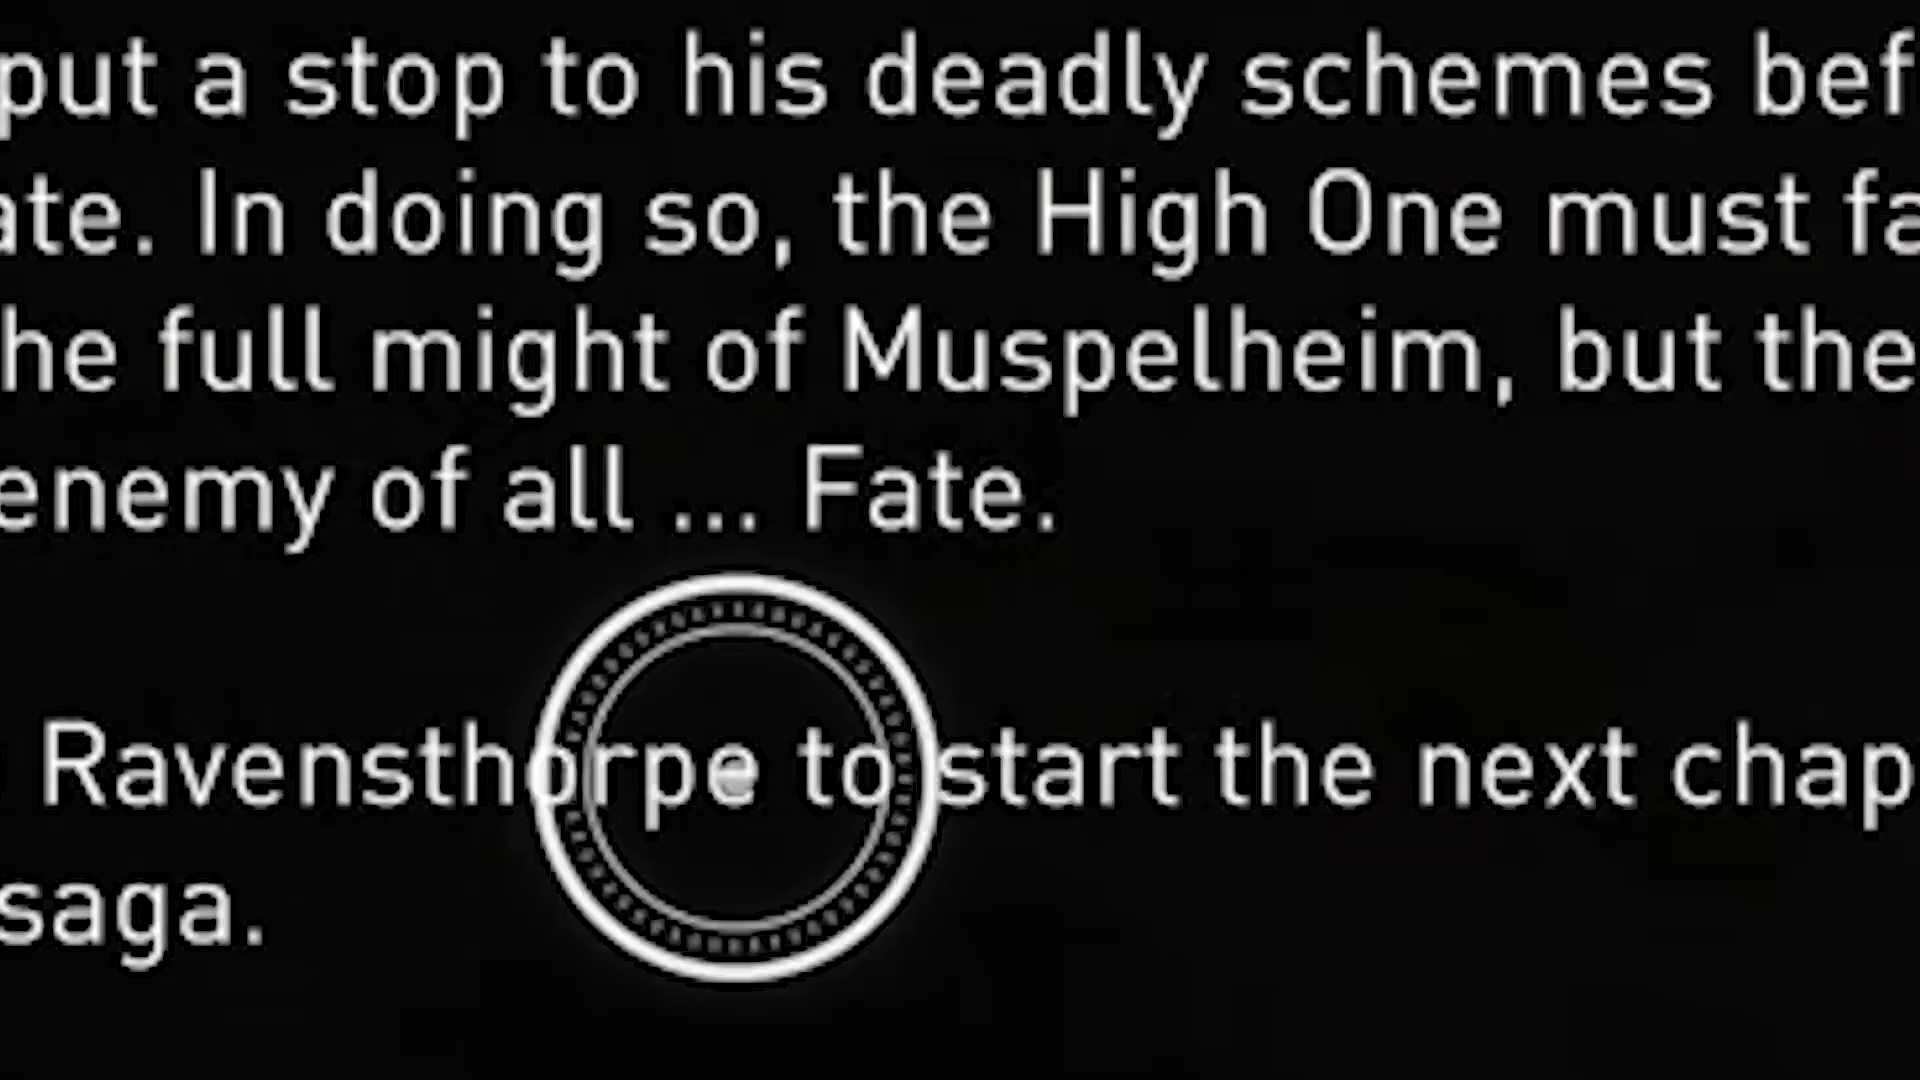 put a stop to his deadly schemes bef
ate. In doing so, the High One must fa
he full might of Muspelheim, but the
enemy of all ... Fate.
Ravensthorpe to start the next chap
saga.